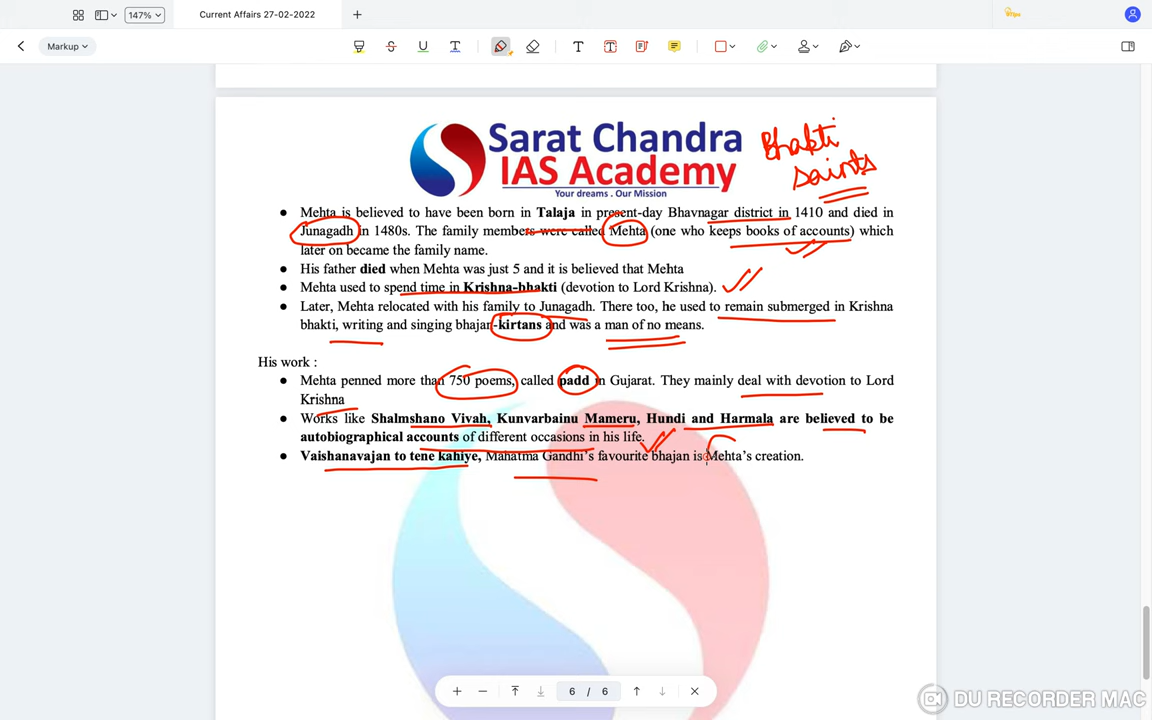 147%
Current Affairs 27-02-2022
Markup
Sarat Chandra
IAS Academy
Your dreams . Our Mission
Bhakti
saints
Mehta is believed to have been born in Talaja in present-day Bhavnagar district in 1410 and died in
Junagadh in 1480s. The family members were called Mehta (one who keeps books of accounts) which
later on became the family name.
His father died when Mehta was just 5 and it is believed that Mehta
Mehta used to spend time in Krishna-bhakti (devotion to Lord Krishna).
Later, Mehta relocated with his family to Junagadh. There too, he used to remain submerged in Krishna
bhakti, writing and singing bhajan-kirtans and was a man of no means.
His work :
Mehta penned more than 750 poems, called padd in Gujarat. They mainly deal with devotion to Lord
Krishna
Works like Shalmshano Vivah, Kunvarbainu Mameru, Hundi and Harmala are believed to be
autobiographical accounts of different occasions in his life.
Vaishanavajan to tene kahiye, Mahatma Gandhi's favourite bhajan is Mehta's creation.
6 / 6
DU RECORDER MAC